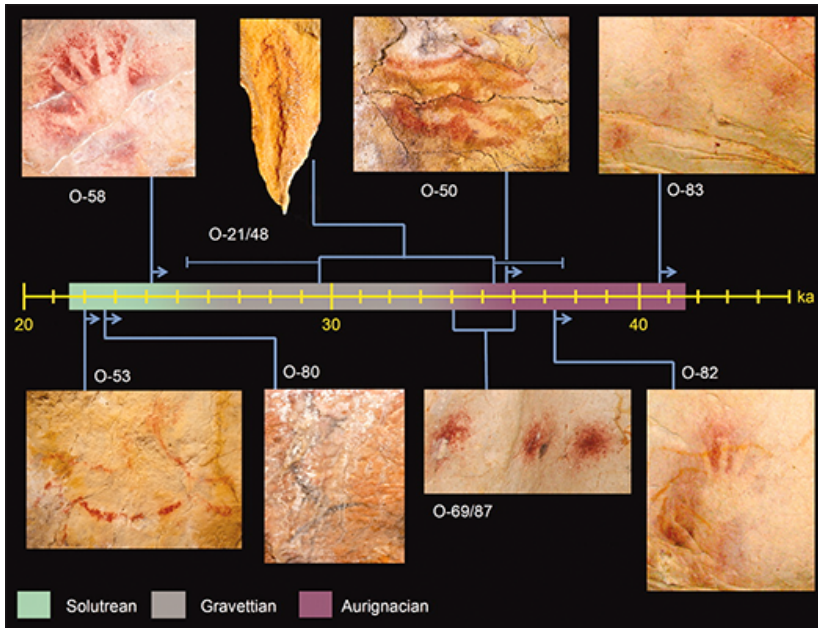 O-58
O-21/48
O-50
O-83
20
30
40
ka
O-53
O-80
O-69/87
O-82
Solutrean
Gravettian
Aurignacian